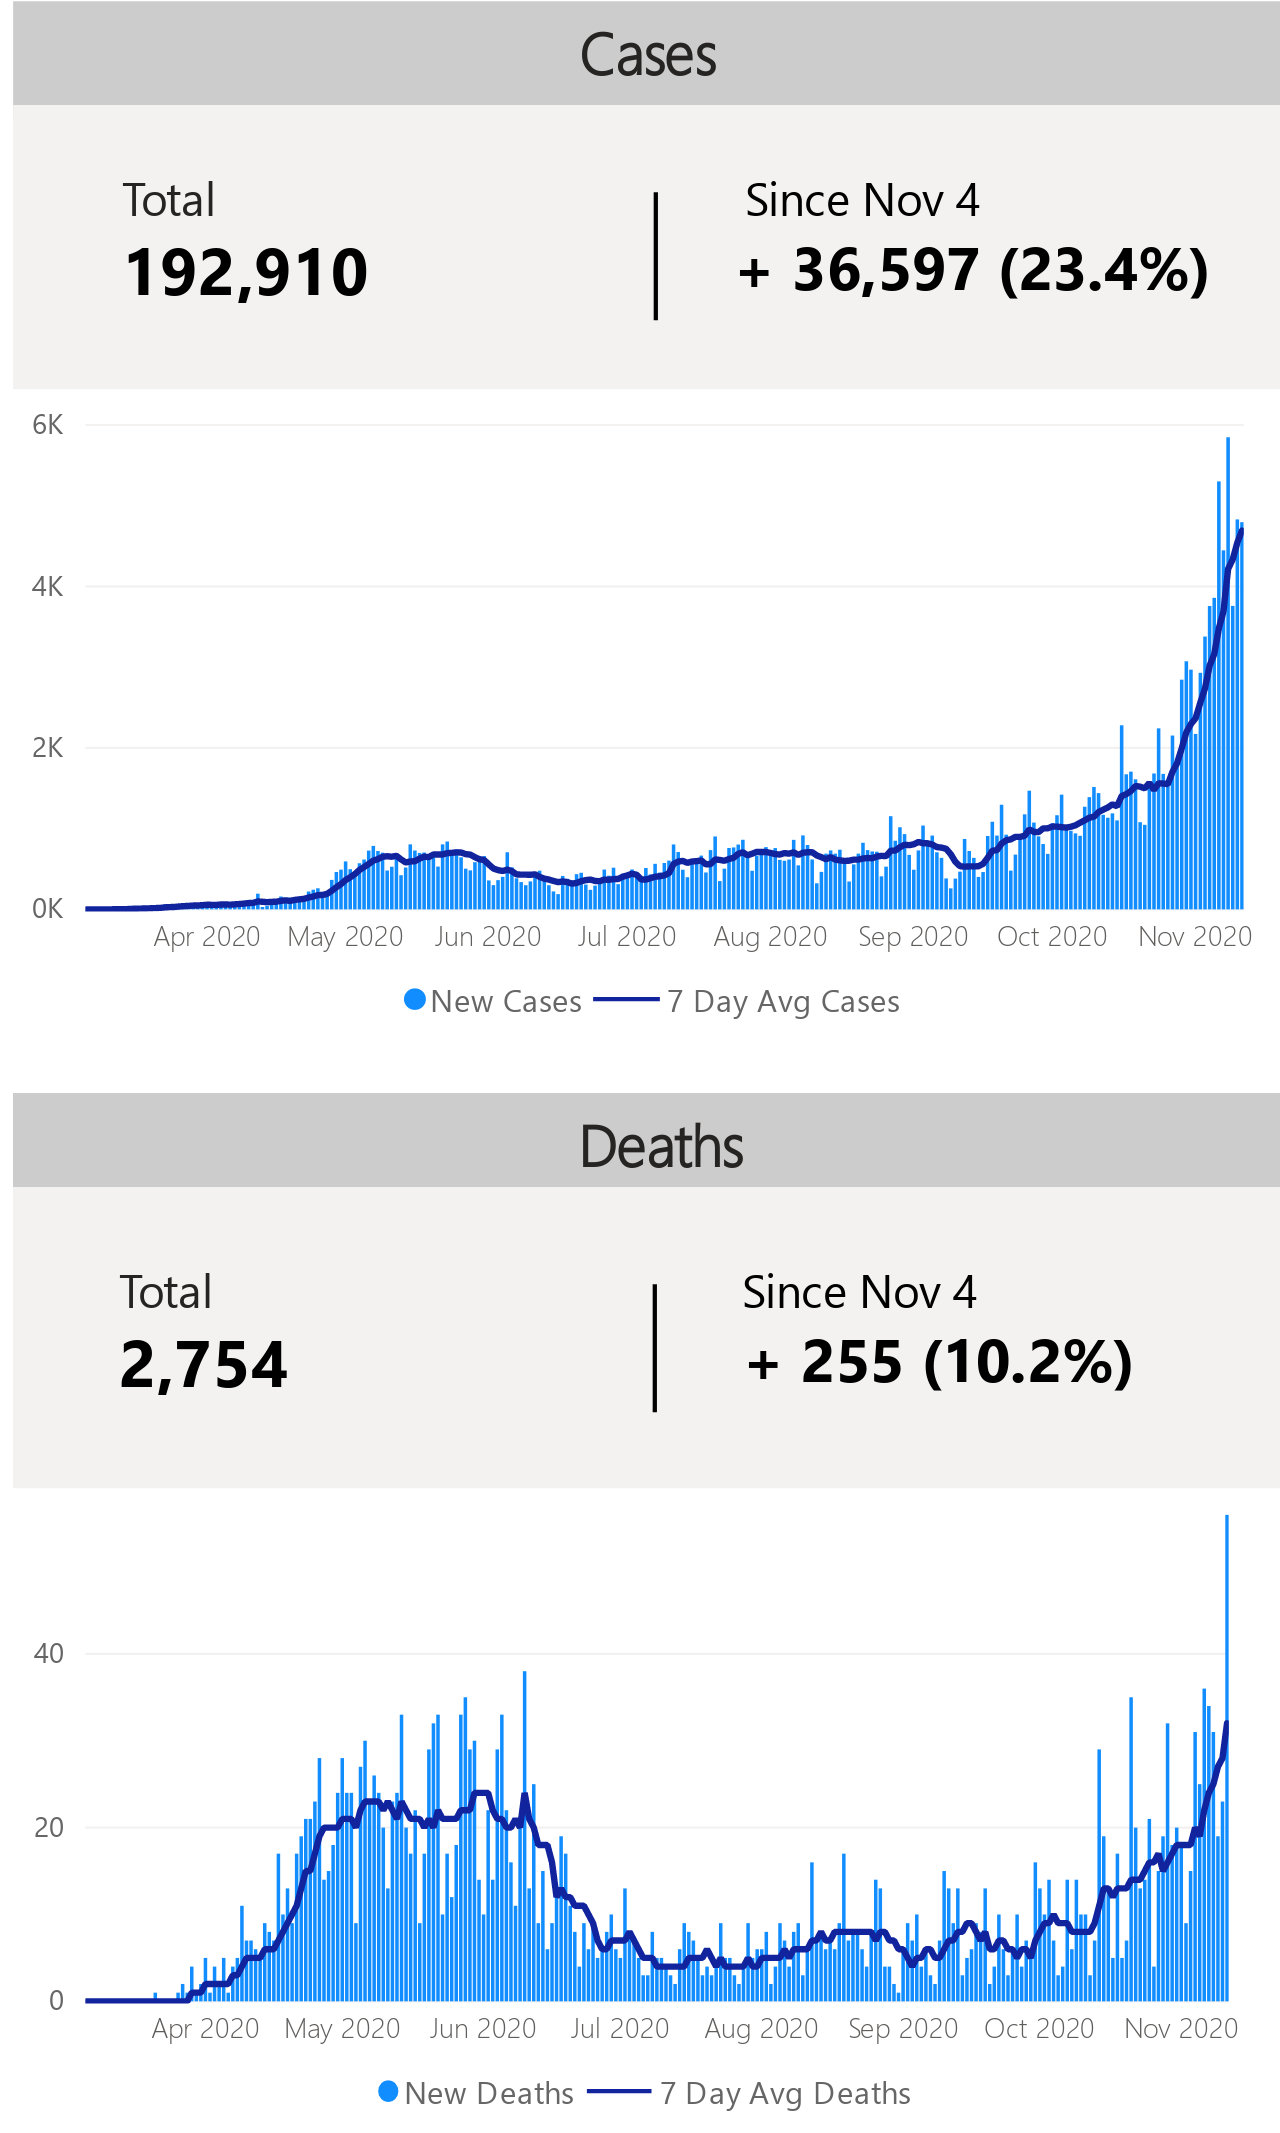 Cases
Total
Since Nov 4
192,910
+ 36,597 (23.4%)
6K
4K
2K
0K
Apr 2020 May 2020 Jun 2020 Jul 2020 Aug 2020 Sep 2020 Oct 2020 Nov 2020
New Cases 7 Day Avg Cases
Deaths
Total
Since Nov 4
2,754
+ 255 (10.2%)
40
20
0
Apr 2020 May 2020 Jun 2020 Jul 2020 Aug 2020 Sep 2020 Oct 2020 Nov 2020
New Deaths 7 Day Avg Deaths